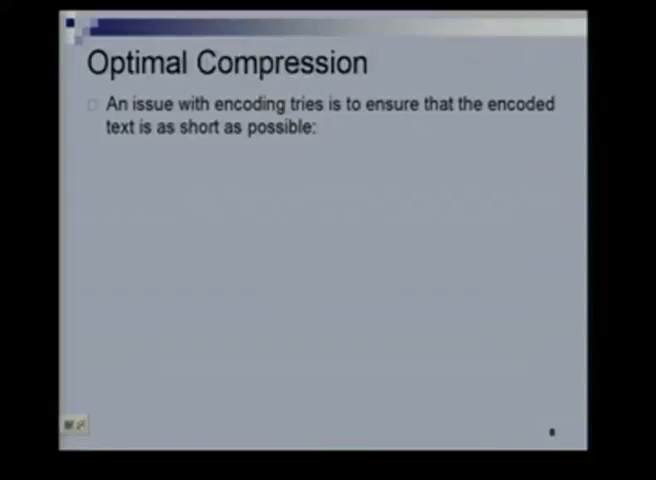 Optimal Compression
An issue with encoding tries is to ensure that the encoded
text is as short as possible: